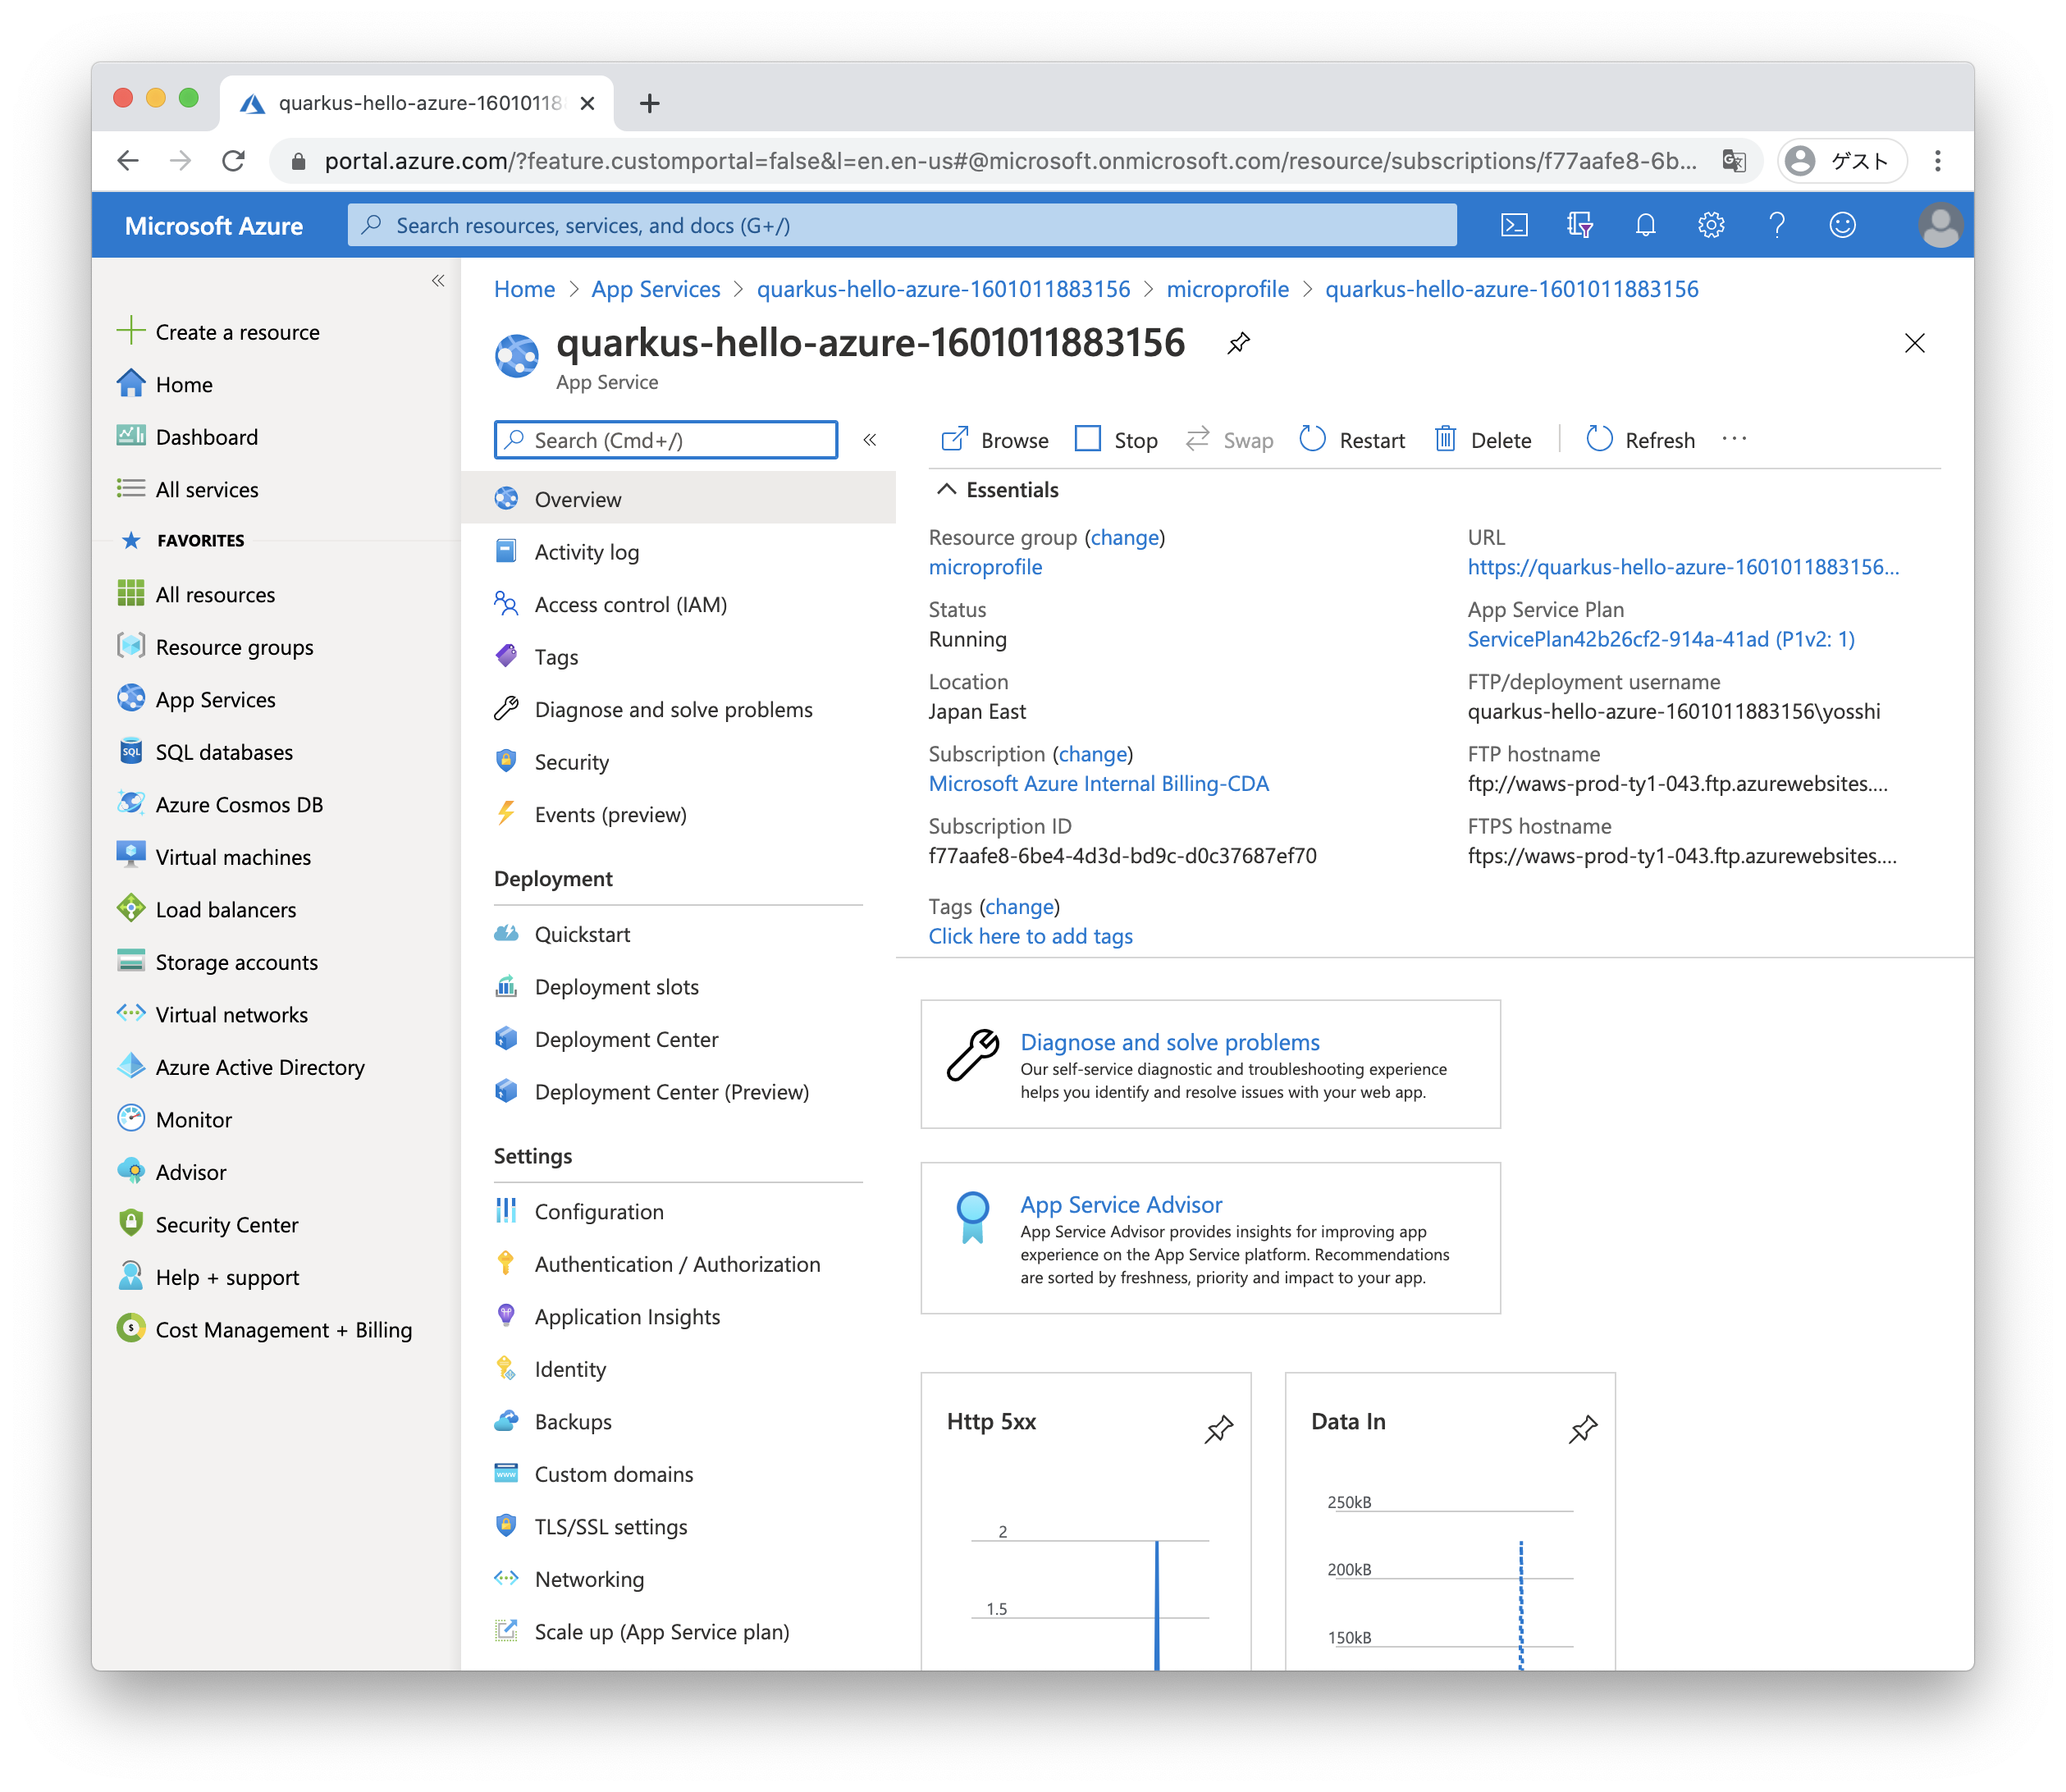 quarkus-hello-azure-16010118
portal.azure.com/?feature.customportal=false&l=en.en-us#@microsoft.onmicrosoft.com/resource/subscriptions/f77aafe8-6b...
ゲスト
Microsoft Azure
Search resources, services, and docs (G+/)
Create a resource
Home
Dashboard
All services
FAVORITES
All resources
Resource groups
App Services
SQL databases
Azure Cosmos DB
Virtual machines
Load balancers
Storage accounts
Virtual networks
Azure Active Directory
Monitor
Advisor
Security Center
Help + support
Cost Management + Billing
Home > App Services > quarkus-hello-azure-1601011883156 > microprofile > quarkus-hello-azure-1601011883156
quarkus-hello-azure-1601011883156
App Service
Search (Cmd+/)
Overview
Activity log
Access control (IAM)
Tags
Diagnose and solve problems
Security
Events (preview)
Deployment
Quickstart
Deployment slots
Deployment Center
Deployment Center (Preview)
Settings
Configuration
Authentication / Authorization
Application Insights
Identity
Backups
Custom domains
TLS/SSL settings
Networking
Scale up (App Service plan)
Browse Stop Swap Restart Delete Refresh ...
Essentials
Resource group (change)
microprofile
Status
Running
Location
Japan East
Subscription (change)
Microsoft Azure Internal Billing-CDA
Subscription ID
f77aafe8-6be4-4d3d-bd9c-d0c37687ef70
Tags (change)
Click here to add tags
URL
https://quarkus-hello-azure-1601011883156...
App Service Plan
ServicePlan42b26cf2-914a-41ad (P1v2: 1)
FTP/deployment username
quarkus-hello-azure-1601011883156\yosshi
FTP hostname
ftp://waws-prod-ty1-043.ftp.azurewebsites....
FTPS hostname
ftps://waws-prod-ty1-043.ftp.azurewebsites....
Diagnose and solve problems
Our self-service diagnostic and troubleshooting experience
helps you identify and resolve issues with your web app.
App Service Advisor
App Service Advisor provides insights for improving app
experience on the App Service platform. Recommendations
are sorted by freshness, priority and impact to your app.
Http 5xx
2
1.5
Data In
250kB
200kB
150kB